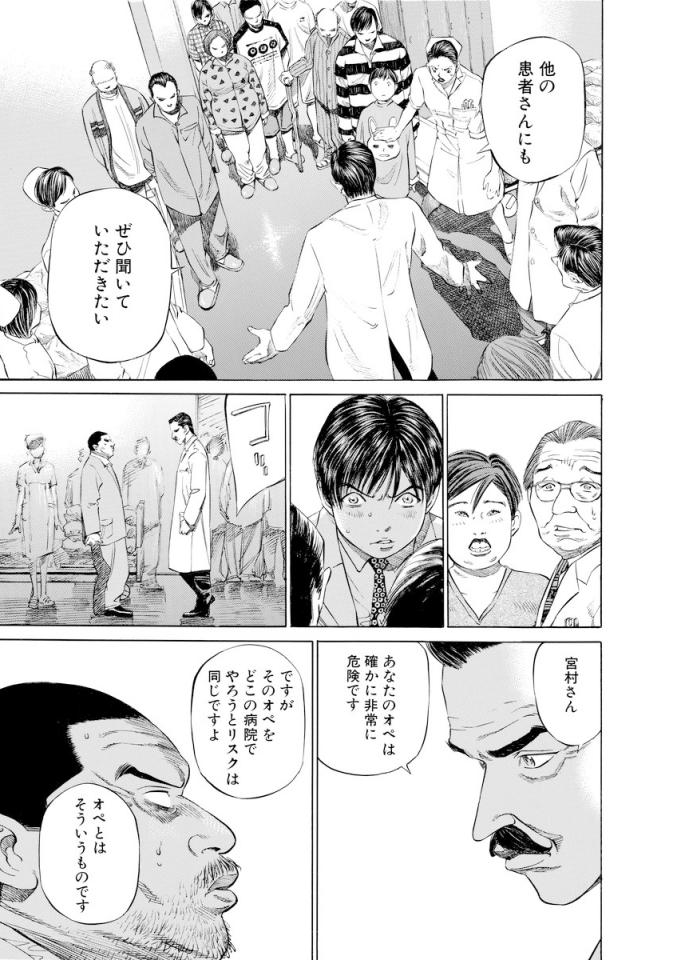 他の
患者さんにも
ぜひ聞いて
いただきたい
コッ
宮村さん
あなたのオペは
確かに非常に
危険です
ですが
そのオペを
どこの病院で
やろうとリスクは
同じですよ
オペとは
そういうものです